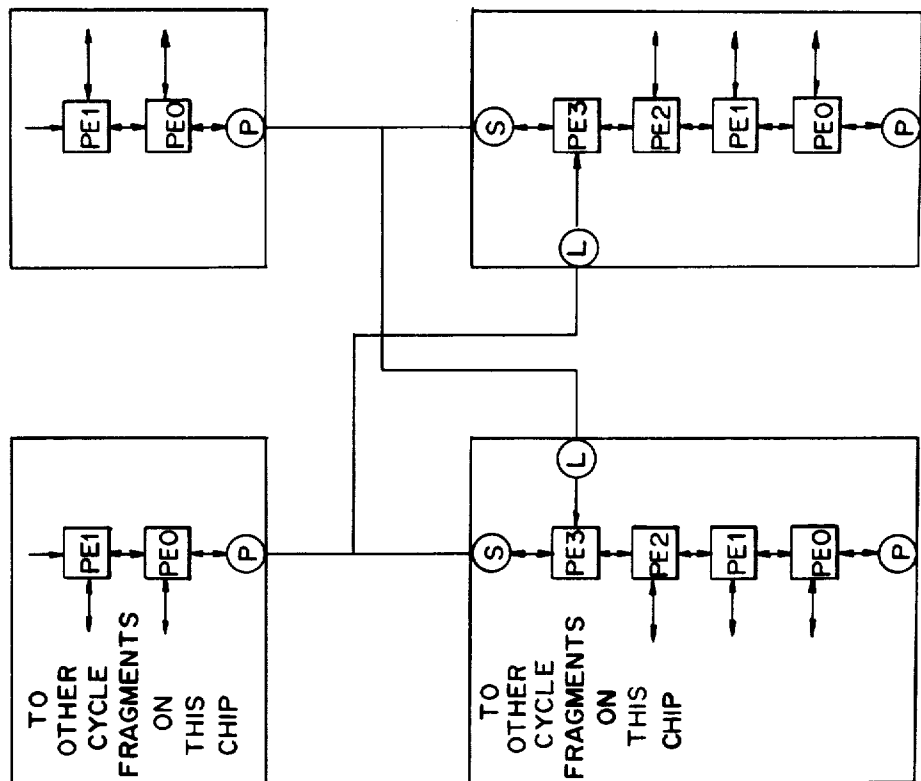 PE1
PE0
P
S
PE3
PE2
PE1
PE0
P
L
L
PE1
PE0
P
S
PE3
PE2
PE1
PE0
P
TO
OTHER
CYCLE
FRAGMENTS
ON
THIS
CHIP
TO
OTHER
CYCLE
FRAGMENTS
ON
THIS
CHIP